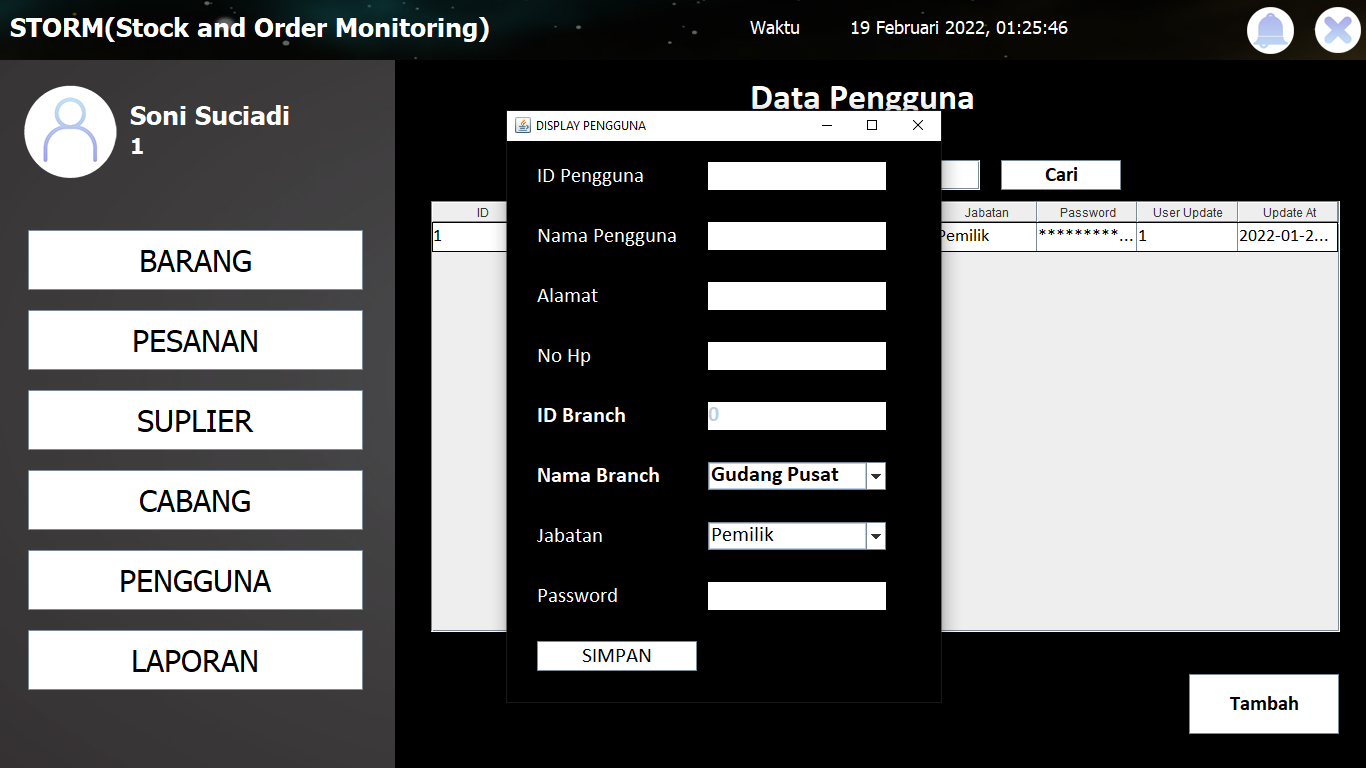 STORM(Stock and Order Monitoring)
Waktu 19 Februari 2022, 01:25:46
Soni Suciadi
1
BARANG
PESANAN
SUPLIER
CABANG
PENGGUNA
LAPORAN
Data Pengguna
Cari
ID Jabatan Password User Update Update At
1 Pemilik *********... 1 2022-01-2...
Tambah
DISPLAY PENGGUNA
ID Pengguna
Nama Pengguna
Alamat
No Hp
ID Branch 0
Nama Branch Gudang Pusat
Jabatan Pemilik
Password
SIMPAN